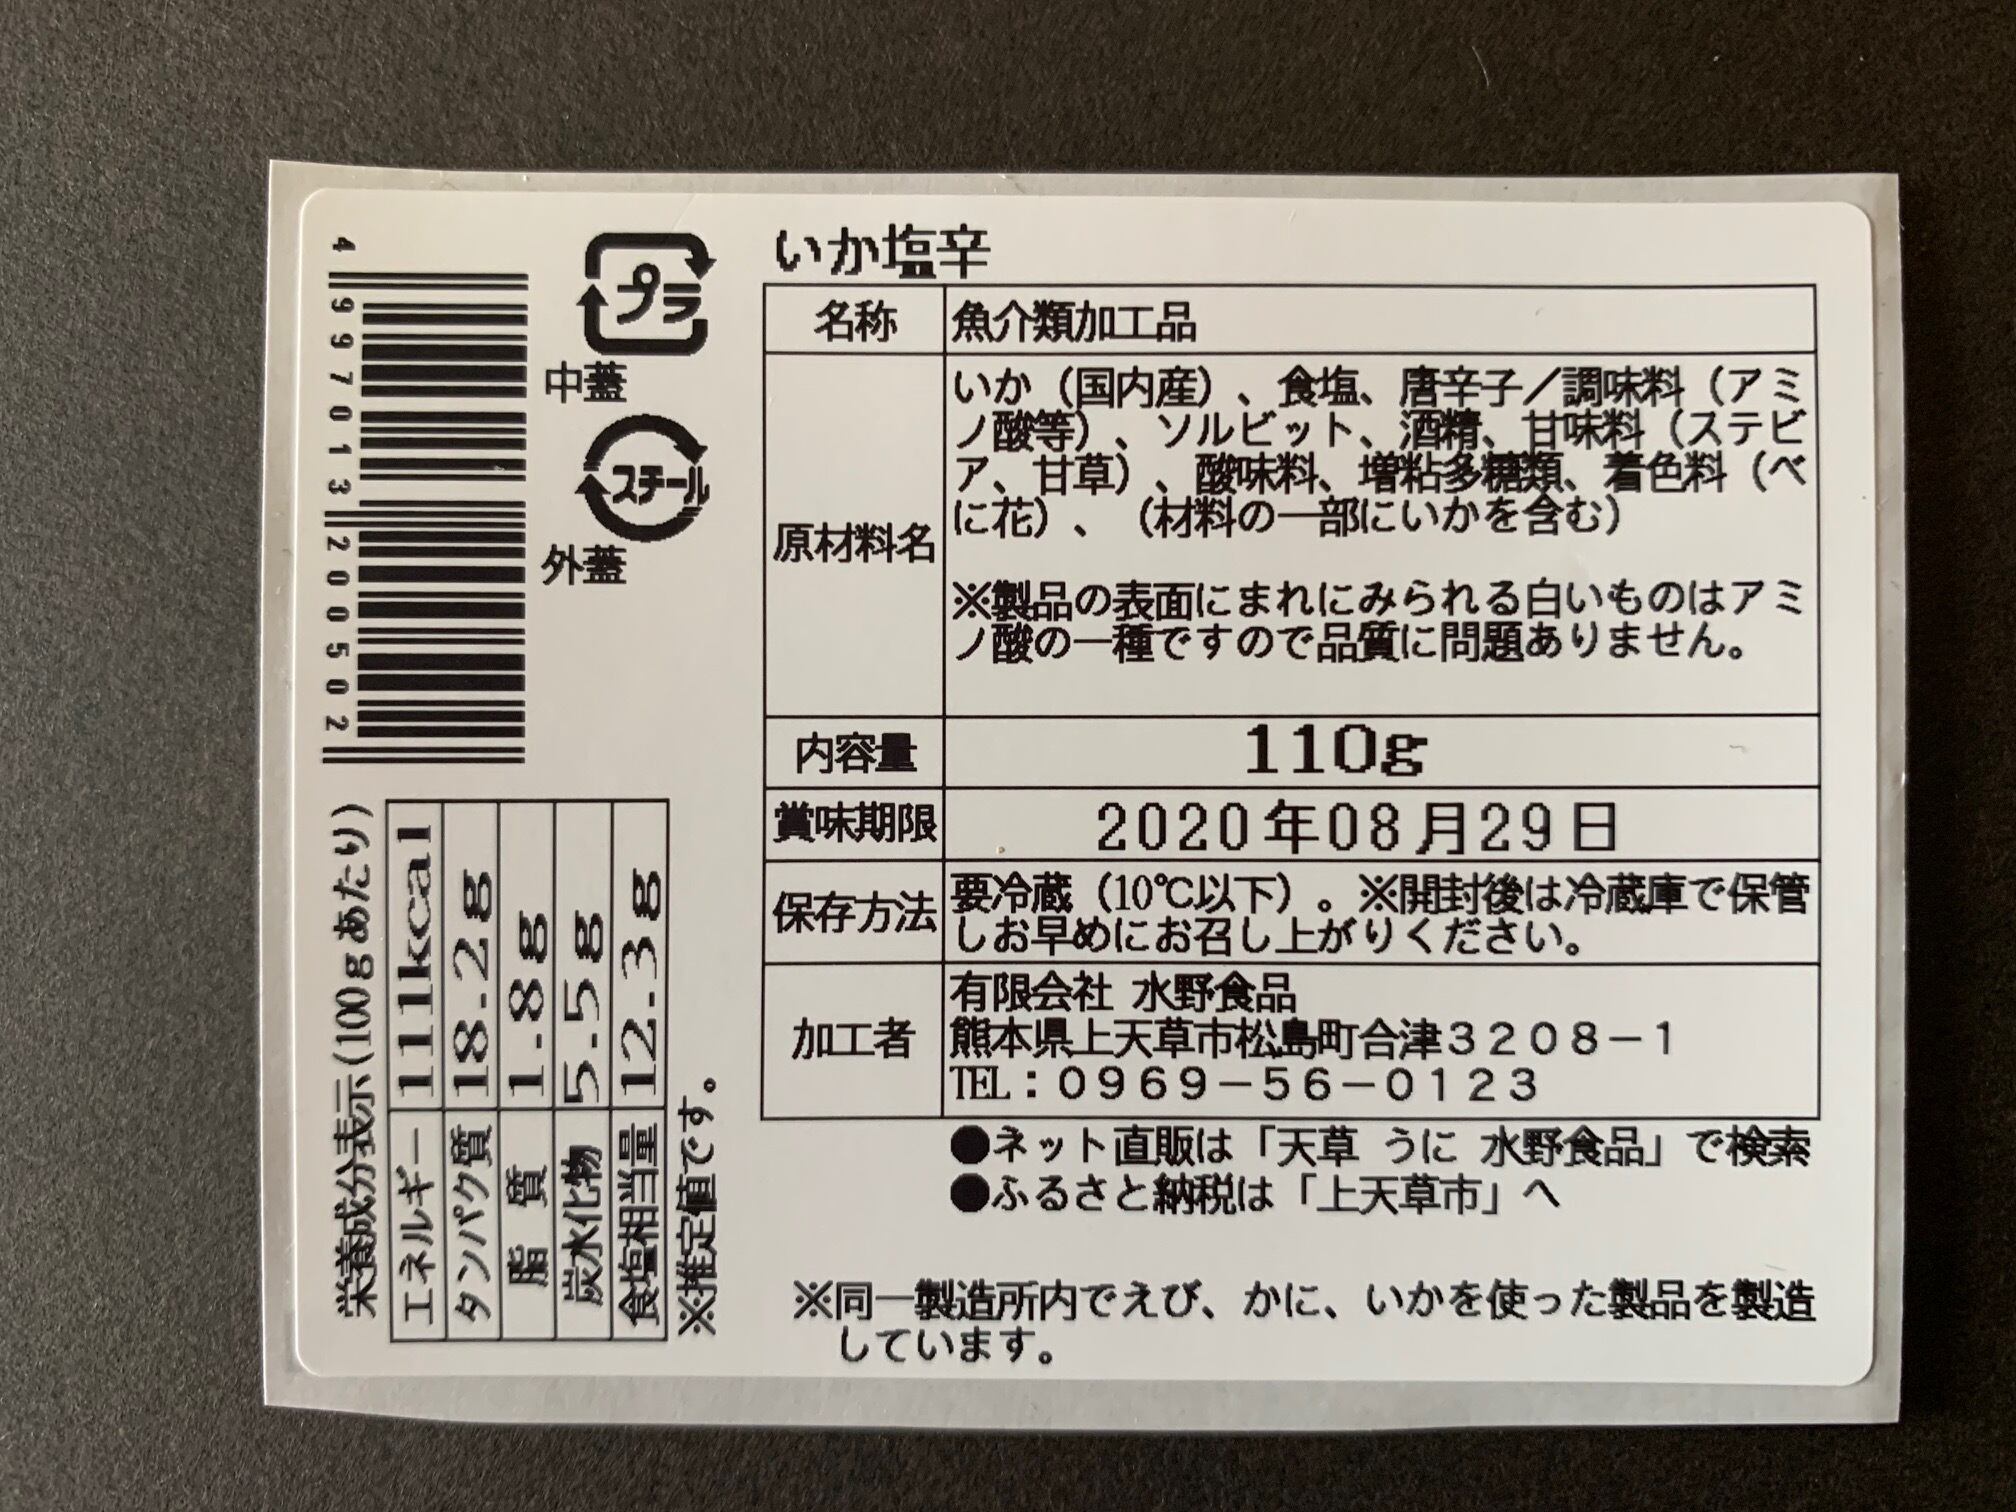 いか塩辛
名称 魚介類加工品
原材料名 いか（国内産）、食塩、唐辛子／調味料（アミ
ノ酸等）、ソルビット、酒精、甘味料（ステビ
ア、甘草）、酸味料、増粘多糖類、着色料（べ
に花）、（材料の一部にいかを含む）
※製品の表面にまれにみられる白いものはアミ
ノ酸の一種ですので品質に問題ありません。
内容量 110g
賞味期限 2020年08月29日
保存方法 要冷蔵（10℃以下）。※開封後は冷蔵庫で保管
しお早めにお召し上がりください。
加工者 有限会社 水野食品
熊本県上天草市松島町合津３２０８－１
TEL：０９６９－５６－０１２３
●ネット直販は「天草 うに 水野食品」で検索
●ふるさと納税は「上天草市」へ
※同一製造所内でえび、かに、いかを使った製品を製造
しています。
プラ
中蓋
スチール
外蓋
4997013200502
栄養成分表示(100gあたり)
エネルギー 111kcal
タンパク質 18.2g
脂 質 1.8g
炭水化物 5.5g
食塩相当量 12.3g
※推定値です。